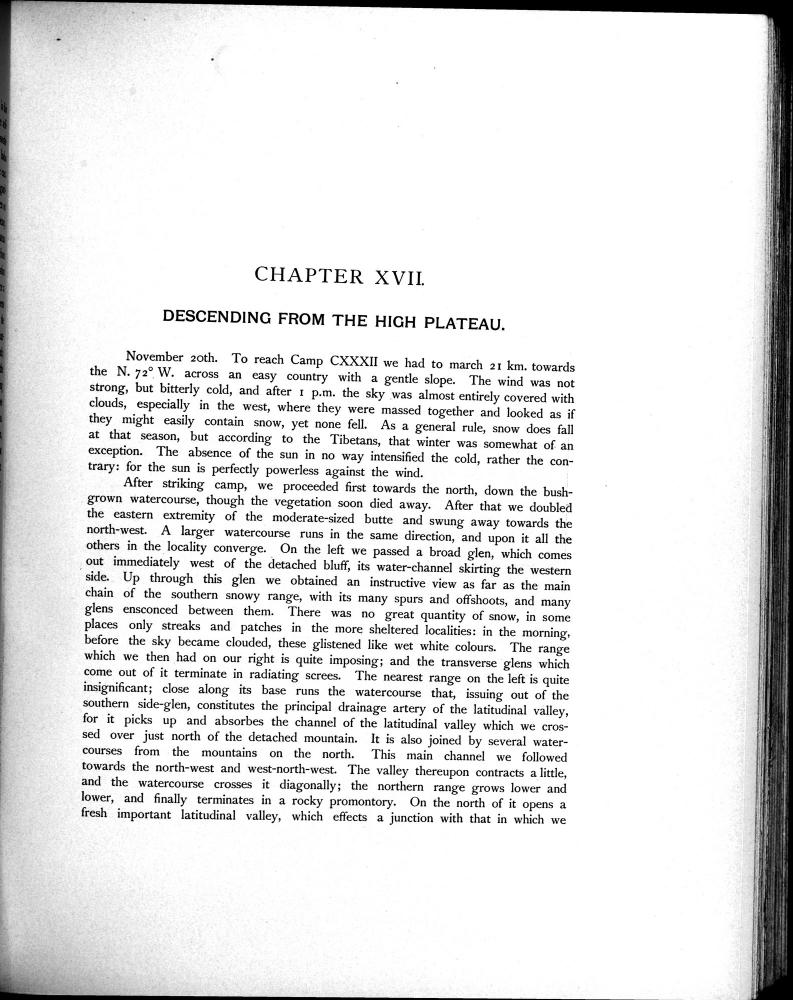 CHAPTER XVII.
DESCENDING FROM THE HIGH PLATEAU.
November 20th. To reach Camp CXXXII we had to march 21 km. towards
the N. 72° W. across an easy country with a gentle slope. The wind was not
strong, but bitterly cold, and after 1 p.m. the sky was almost entirely covered with
clouds, especially in the west, where they were massed together and looked as if
they might easily contain snow, yet none fell. As a general rule, snow does fall
at that season, but according to the Tibetans, that winter was somewhat of an
exception. The absence of the sun in no way intensified the cold, rather the con-
trary: for the sun is perfectly powerless against the wind.
After striking camp, we proceeded first towards the north, down the bush-
grown watercourse, though the vegetation soon died away. After that we doubled
the eastern extremity of the moderate-sized butte and swung away towards the
north-west. A larger watercourse runs in the same direction, and upon it all the
others in the locality converge. On the left we passed a broad glen, which comes
out immediately west of the detached bluff, its water-channel skirting the western
side. Up through this glen we obtained an instructive view as far as the main
chain of the southern snowy range, with its many spurs and offshoots, and many
glens ensconced between them. There was no great quantity of snow, in some
places only streaks and patches in the more sheltered localities: in the morning,
before the sky became clouded, these glistened like wet white colours. The range
which we then had on our right is quite imposing; and the transverse glens which
come out of it terminate in radiating screes. The nearest range on the left is quite
insignificant; close along its base runs the watercourse that, issuing out of the
southern side-glen, constitutes the principal drainage artery of the latitudinal valley,
for it picks up and absorbes the channel of the latitudinal valley which we cros-
sed over just north of the detached mountain. It is also joined by several water-
courses from the mountains on the north. This main channel we followed
towards the north-west and west-north-west. The valley thereupon contracts a little,
and the watercourse crosses it diagonally; the northern range grows lower and
lower, and finally terminates in a rocky promontory. On the north of it opens a
fresh important latitudinal valley, which effects a junction with that in which we